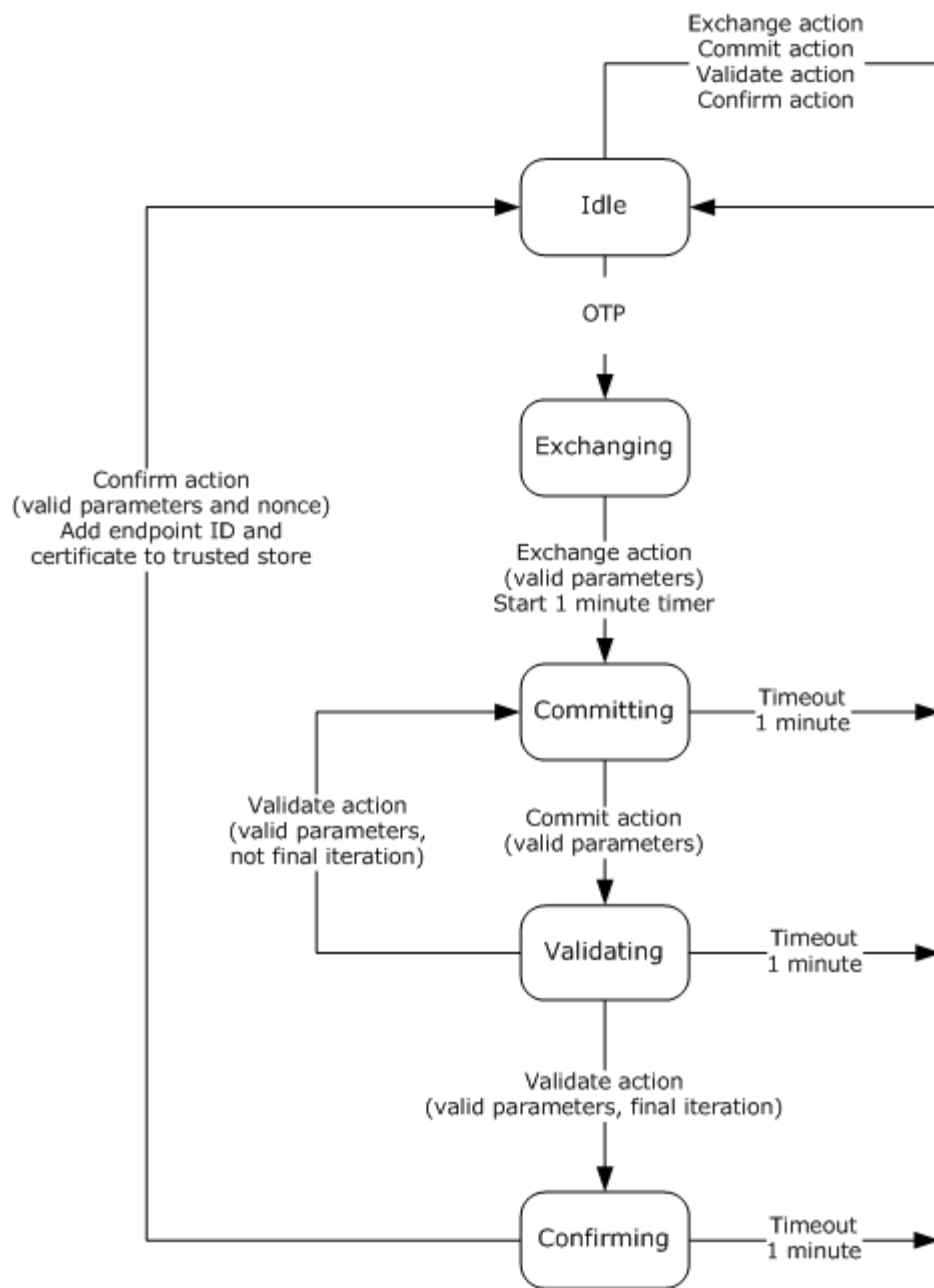 Exchange action
Commit action
Validate action
Confirm action
Idle
OTP
Exchanging
Confirm action
(valid parameters and nonce)
Add endpoint ID and
certificate to trusted store
Exchange action
(valid parameters)
Start 1 minute timer
Committing
Timeout
1 minute
Validate action
(valid parameters,
not final iteration)
Commit action
(valid parameters)
Validating
Timeout
1 minute
Validate action
(valid parameters, final iteration)
Confirming
Timeout
1 minute